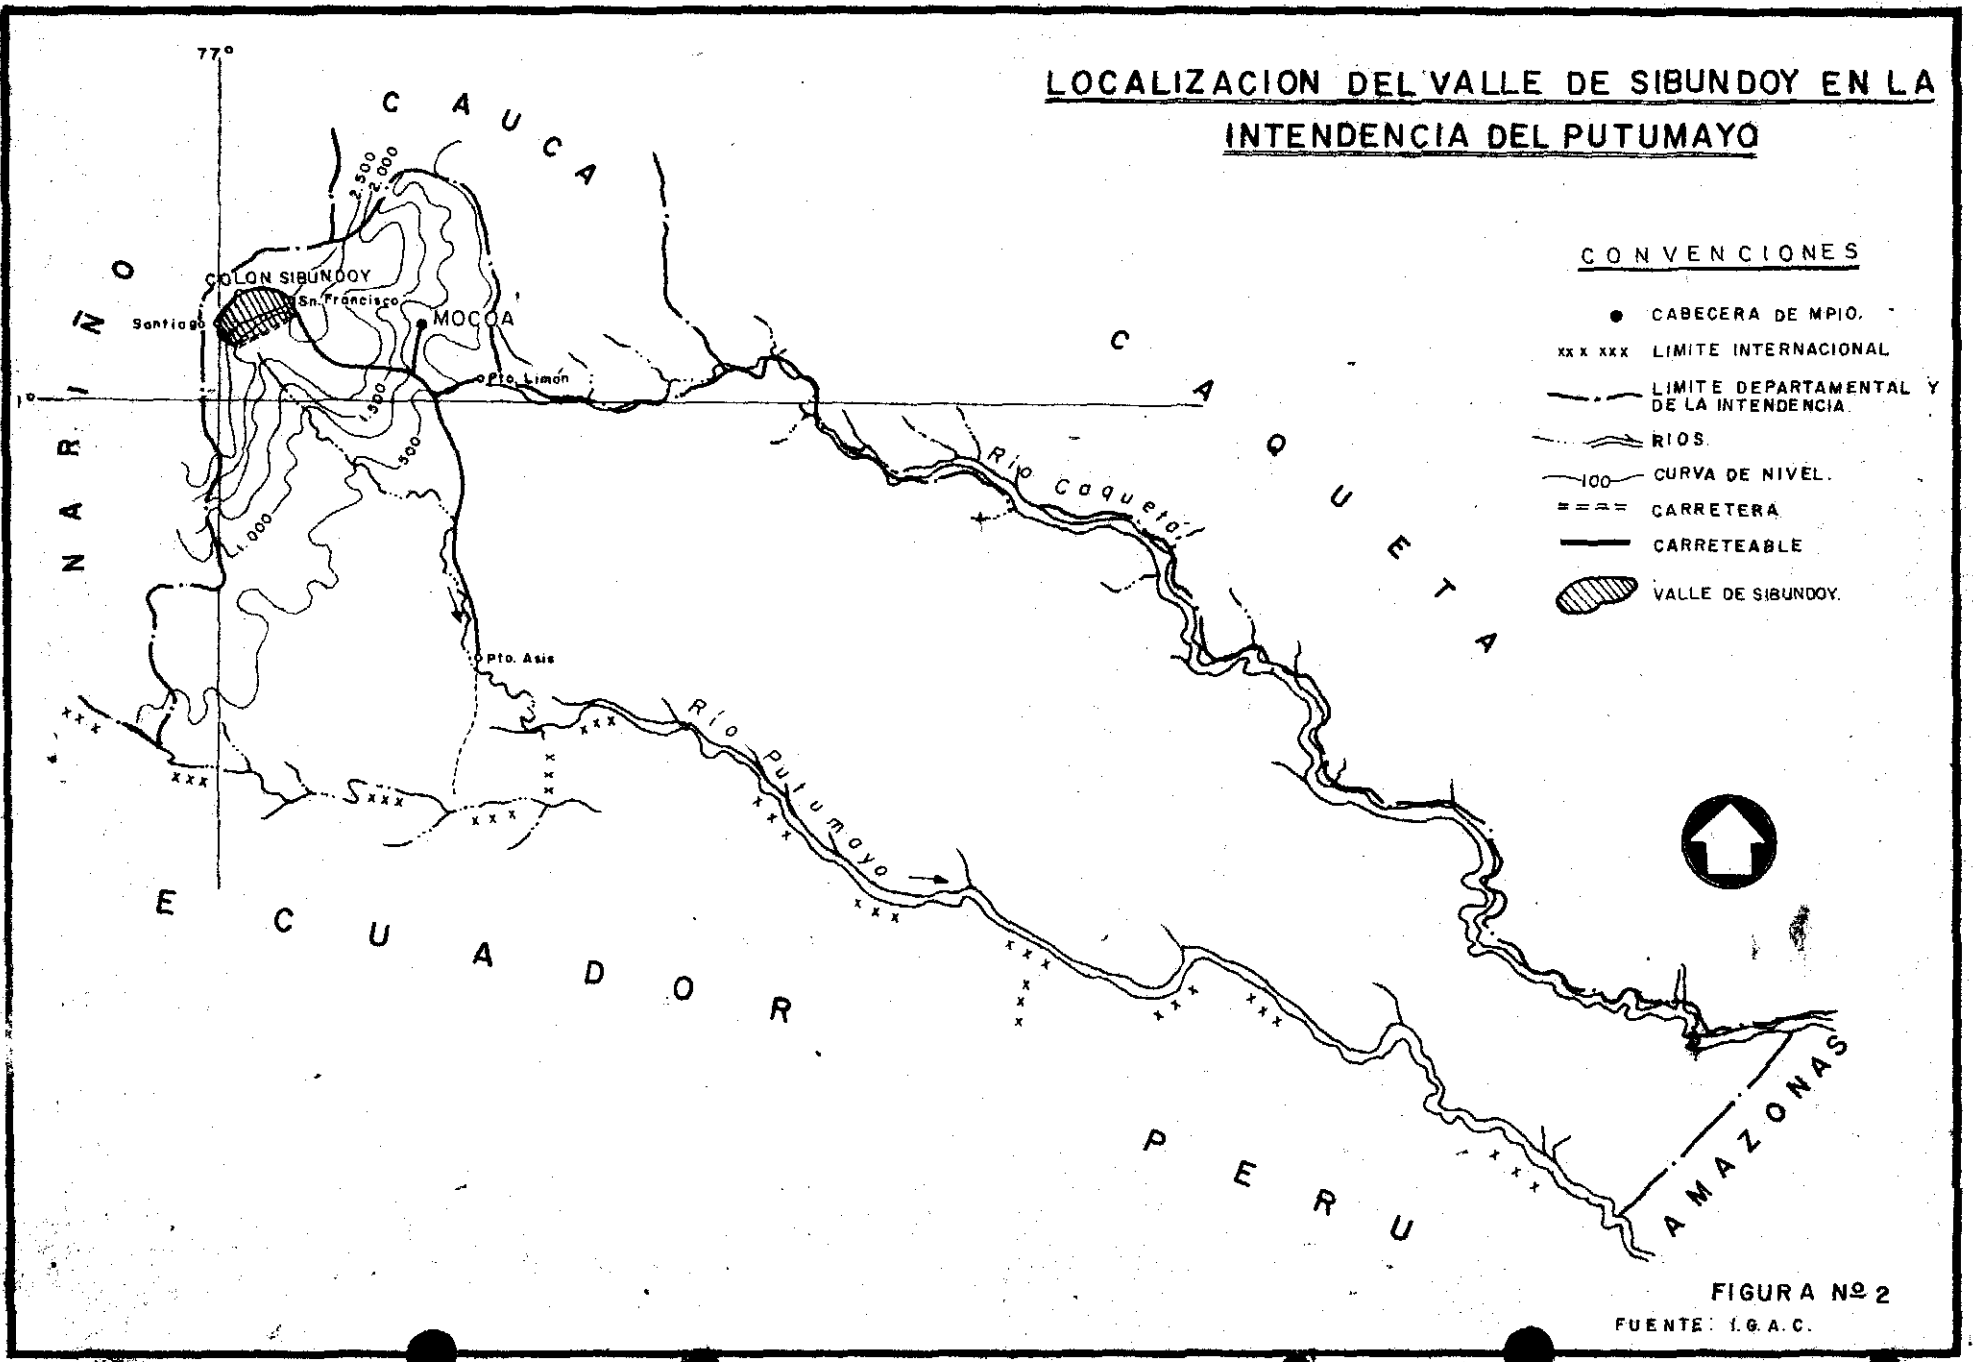 LOCALIZACION DEL VALLE DE SIBUNDOY EN LA
INTENDENCIA DEL PUTUMAYO
77º
CAUCA
2.500
2.000
NARIÑO
COLON SIBUNDOY
Sn. Francisco
Santiago
MOCOA
Pto. Limón
1º
1.500
500
1.000
Pto. Asis
Río Caquetá
CAQUETA
Río Putumayo
ECUADOR
PERU
AMAZONAS
CONVENCIONES
CABECERA DE MPIO.
xx x xxx LIMITE INTERNACIONAL
LIMITE DEPARTAMENTAL Y
DE LA INTENDENCIA.
RIOS.
100 CURVA DE NIVEL.
CARRETERA
CARRETEABLE
VALLE DE SIBUNDOY.
FIGURA Nº 2
FUENTE: I.G.A.C.